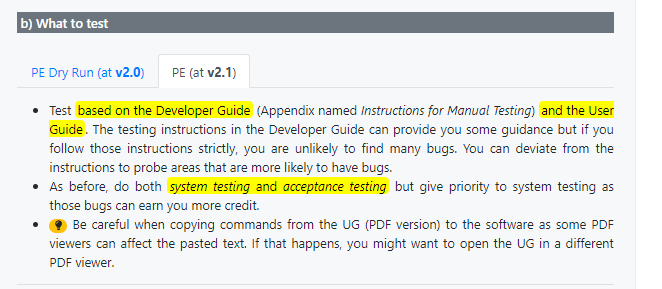 b) What to test
PE Dry Run (at v2.0) PE (at v2.1)
• Test based on the Developer Guide (Appendix named Instructions for Manual Testing) and the User
Guide. The testing instructions in the Developer Guide can provide you some guidance but if you
follow those instructions strictly, you are unlikely to find many bugs. You can deviate from the
instructions to probe areas that are more likely to have bugs.
• As before, do both system testing and acceptance testing but give priority to system testing as
those bugs can earn you more credit.
• Be careful when copying commands from the UG (PDF version) to the software as some PDF
viewers can affect the pasted text. If that happens, you might want to open the UG in a different
PDF viewer.